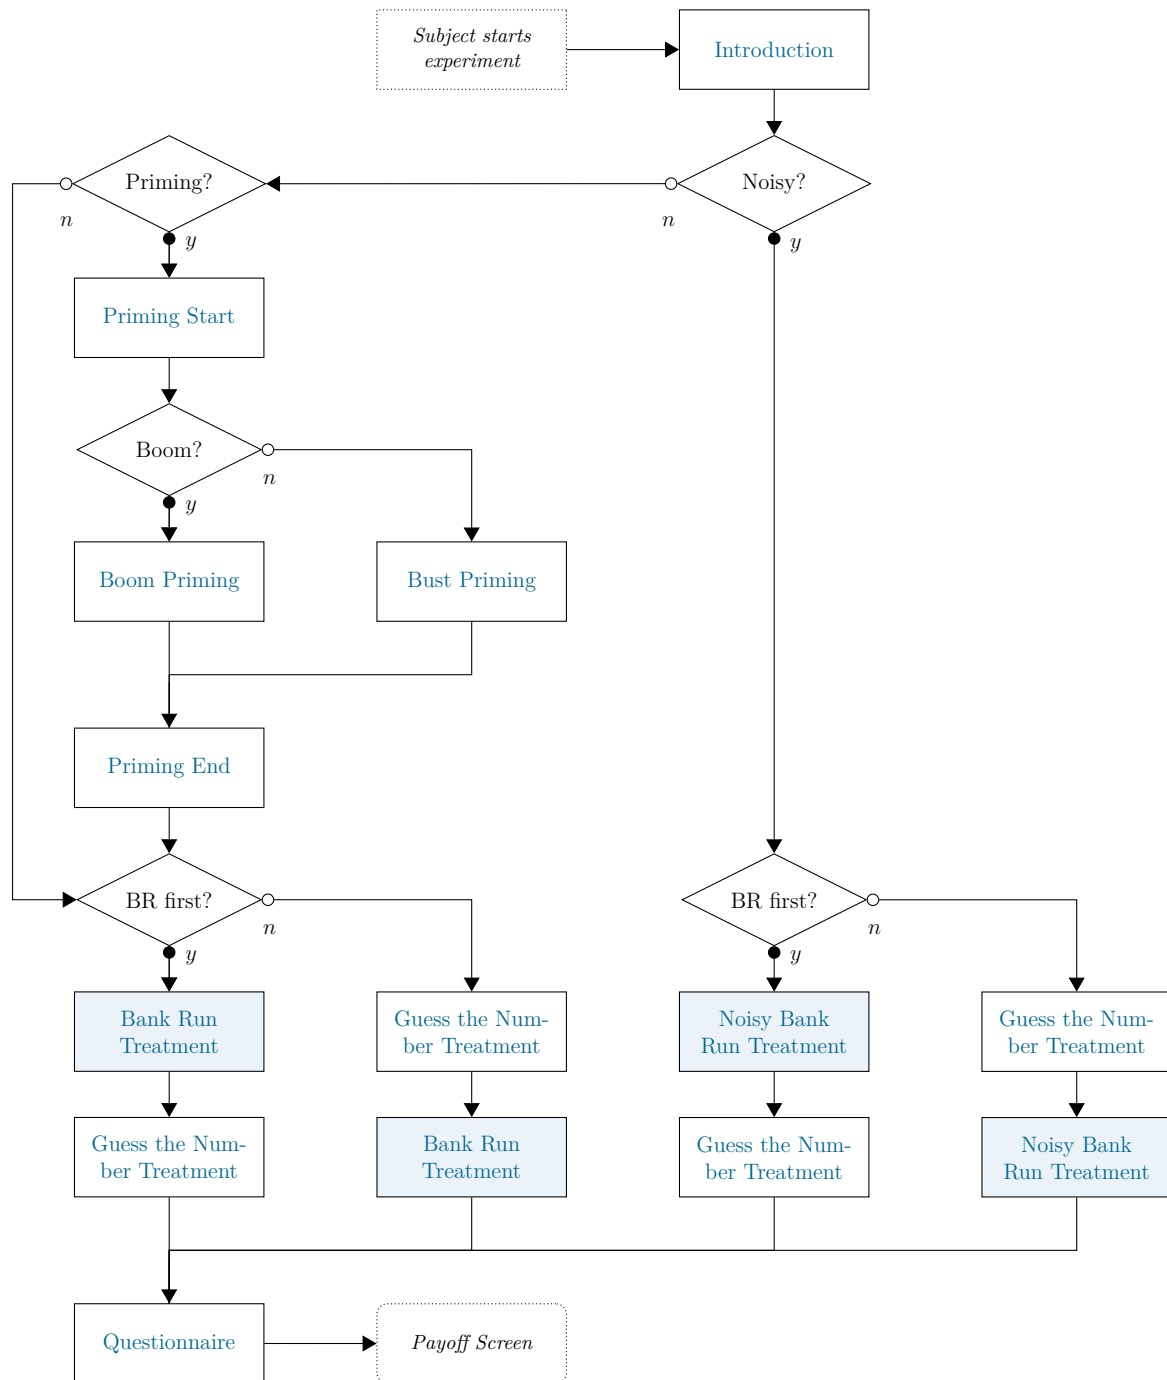 Subject starts
experiment
Introduction
Priming?
Noisy?
n
n
y
y
Priming Start
Boom?
n
y
Boom Priming
Bust Priming
Priming End
BR first?
BR first?
n
n
y
y
Bank Run
Treatment
Guess the Num-
ber Treatment
Noisy Bank
Run Treatment
Guess the Num-
ber Treatment
Guess the Num-
ber Treatment
Bank Run
Treatment
Guess the Num-
ber Treatment
Noisy Bank
Run Treatment
Questionnaire
Payoff Screen